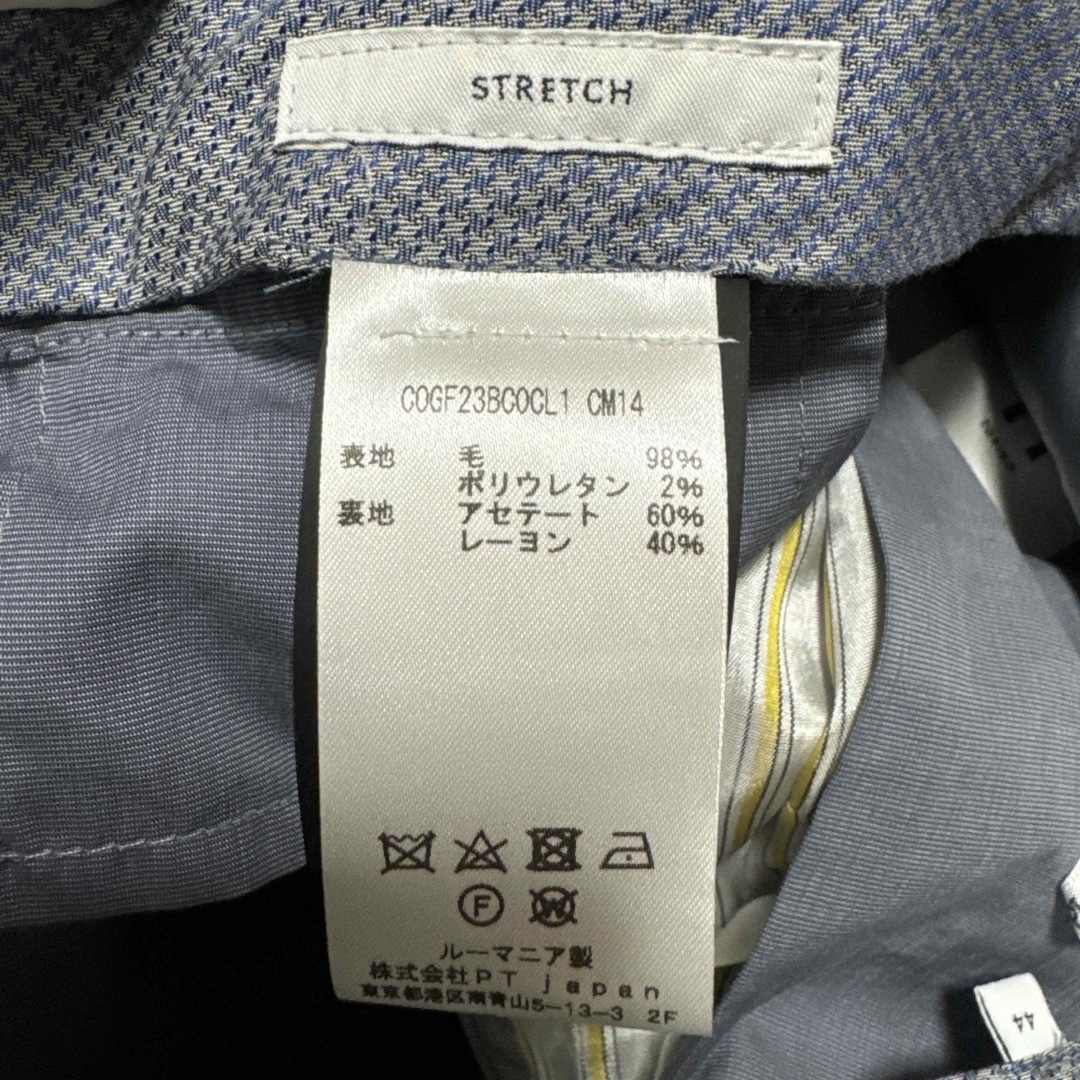 STRETCH
COGF23BCOCL1 CM14
表地 毛 98%
ポリウレタン 2%
裏地 アセテート 60%
レーヨン 40%
F
W
ルーマニア製
株式会社PT japan
東京都港区南青山5-13-3 2F
44